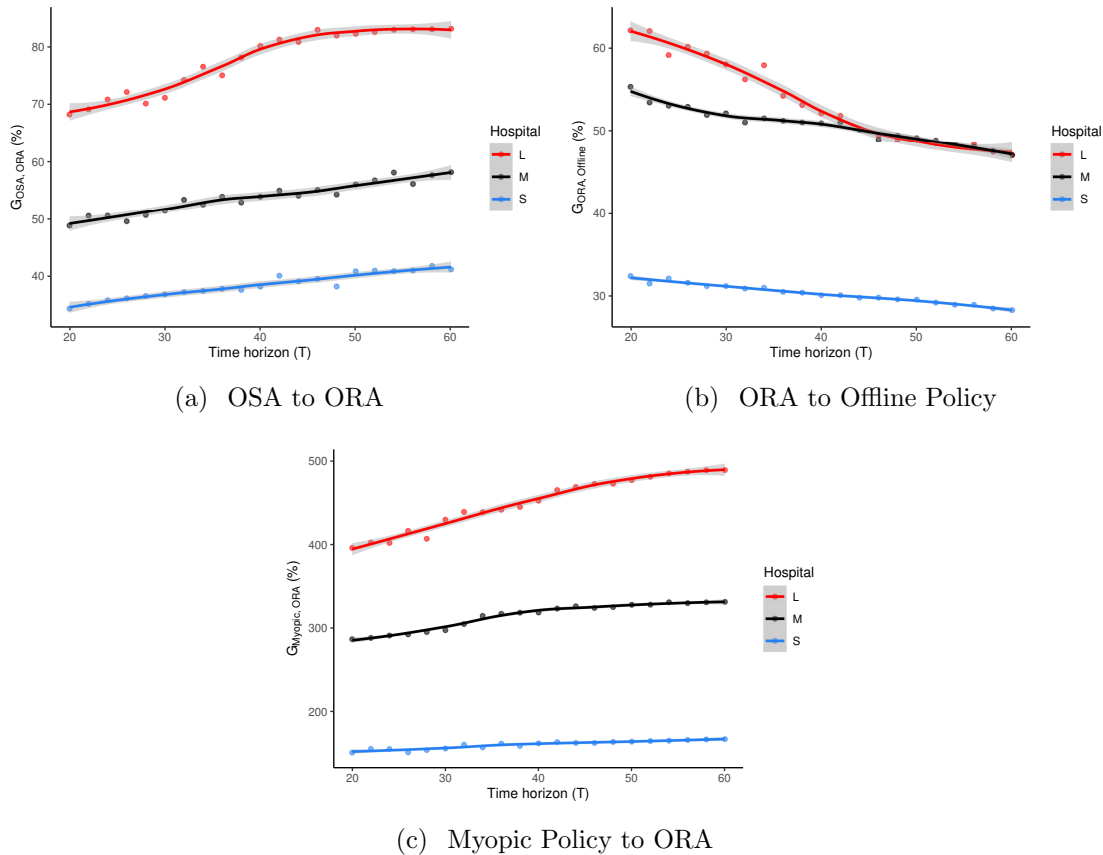 G_OSA, ORA (%)
80
70
60
50
40
20
30
40
50
60
Time horizon (T)
Hospital
L
M
S
(a) OSA to ORA
G_ORA, Offline (%)
60
50
40
30
20
30
40
50
60
Time horizon (T)
Hospital
L
M
S
(b) ORA to Offline Policy
G_Myopic, ORA (%)
500
400
300
200
20
30
40
50
60
Time horizon (T)
Hospital
L
M
S
(c) Myopic Policy to ORA